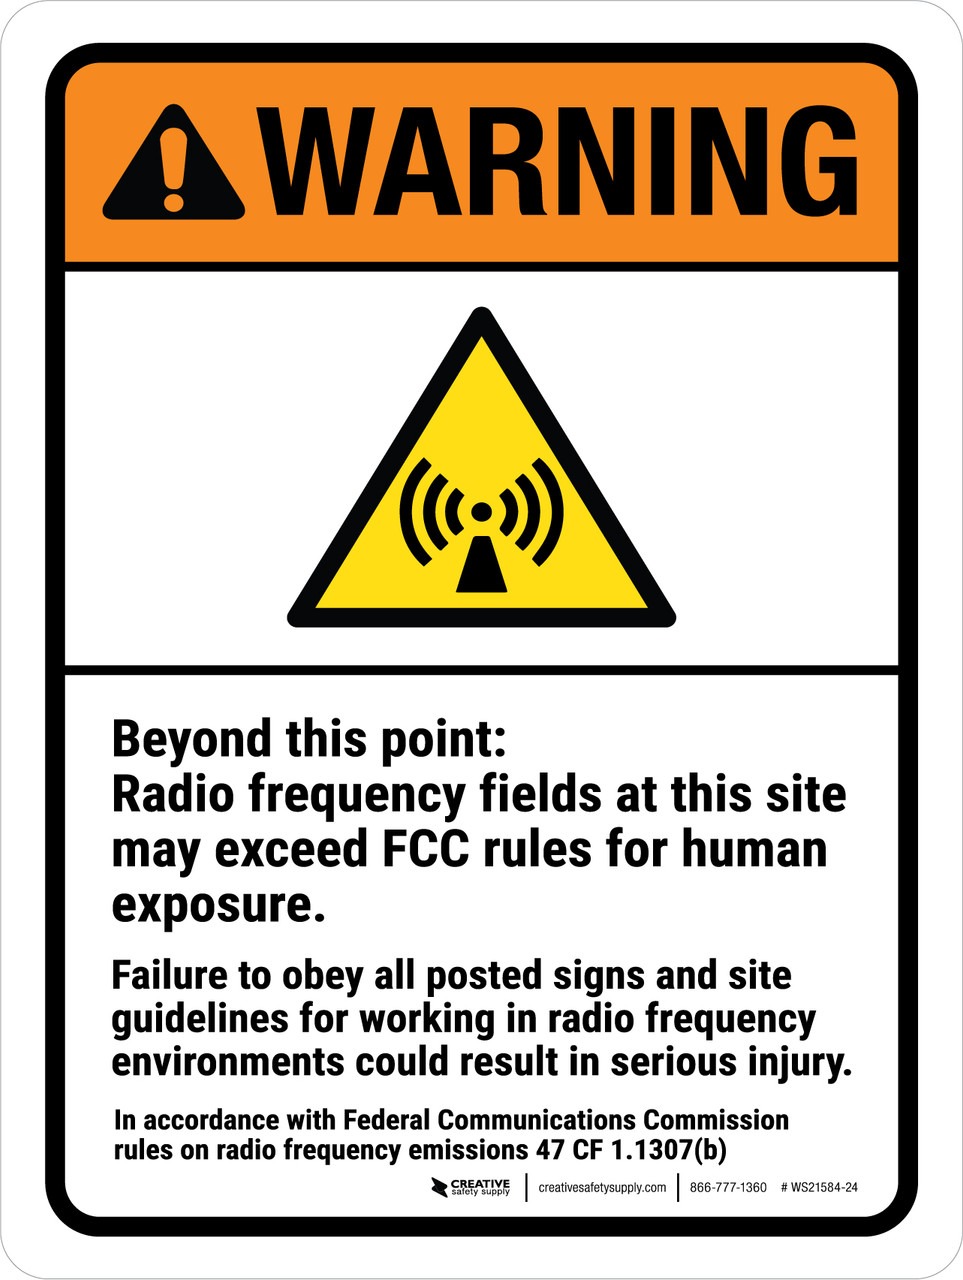 WARNING
Beyond this point:
Radio frequency fields at this site
may exceed FCC rules for human
exposure.
Failure to obey all posted signs and site
guidelines for working in radio frequency
environments could result in serious injury.
In accordance with Federal Communications Commission
rules on radio frequency emissions 47 CF 1.1307(b)
CREATIVE
safety supply
creativesafetysupply.com
866-777-1360
# WS21584-24